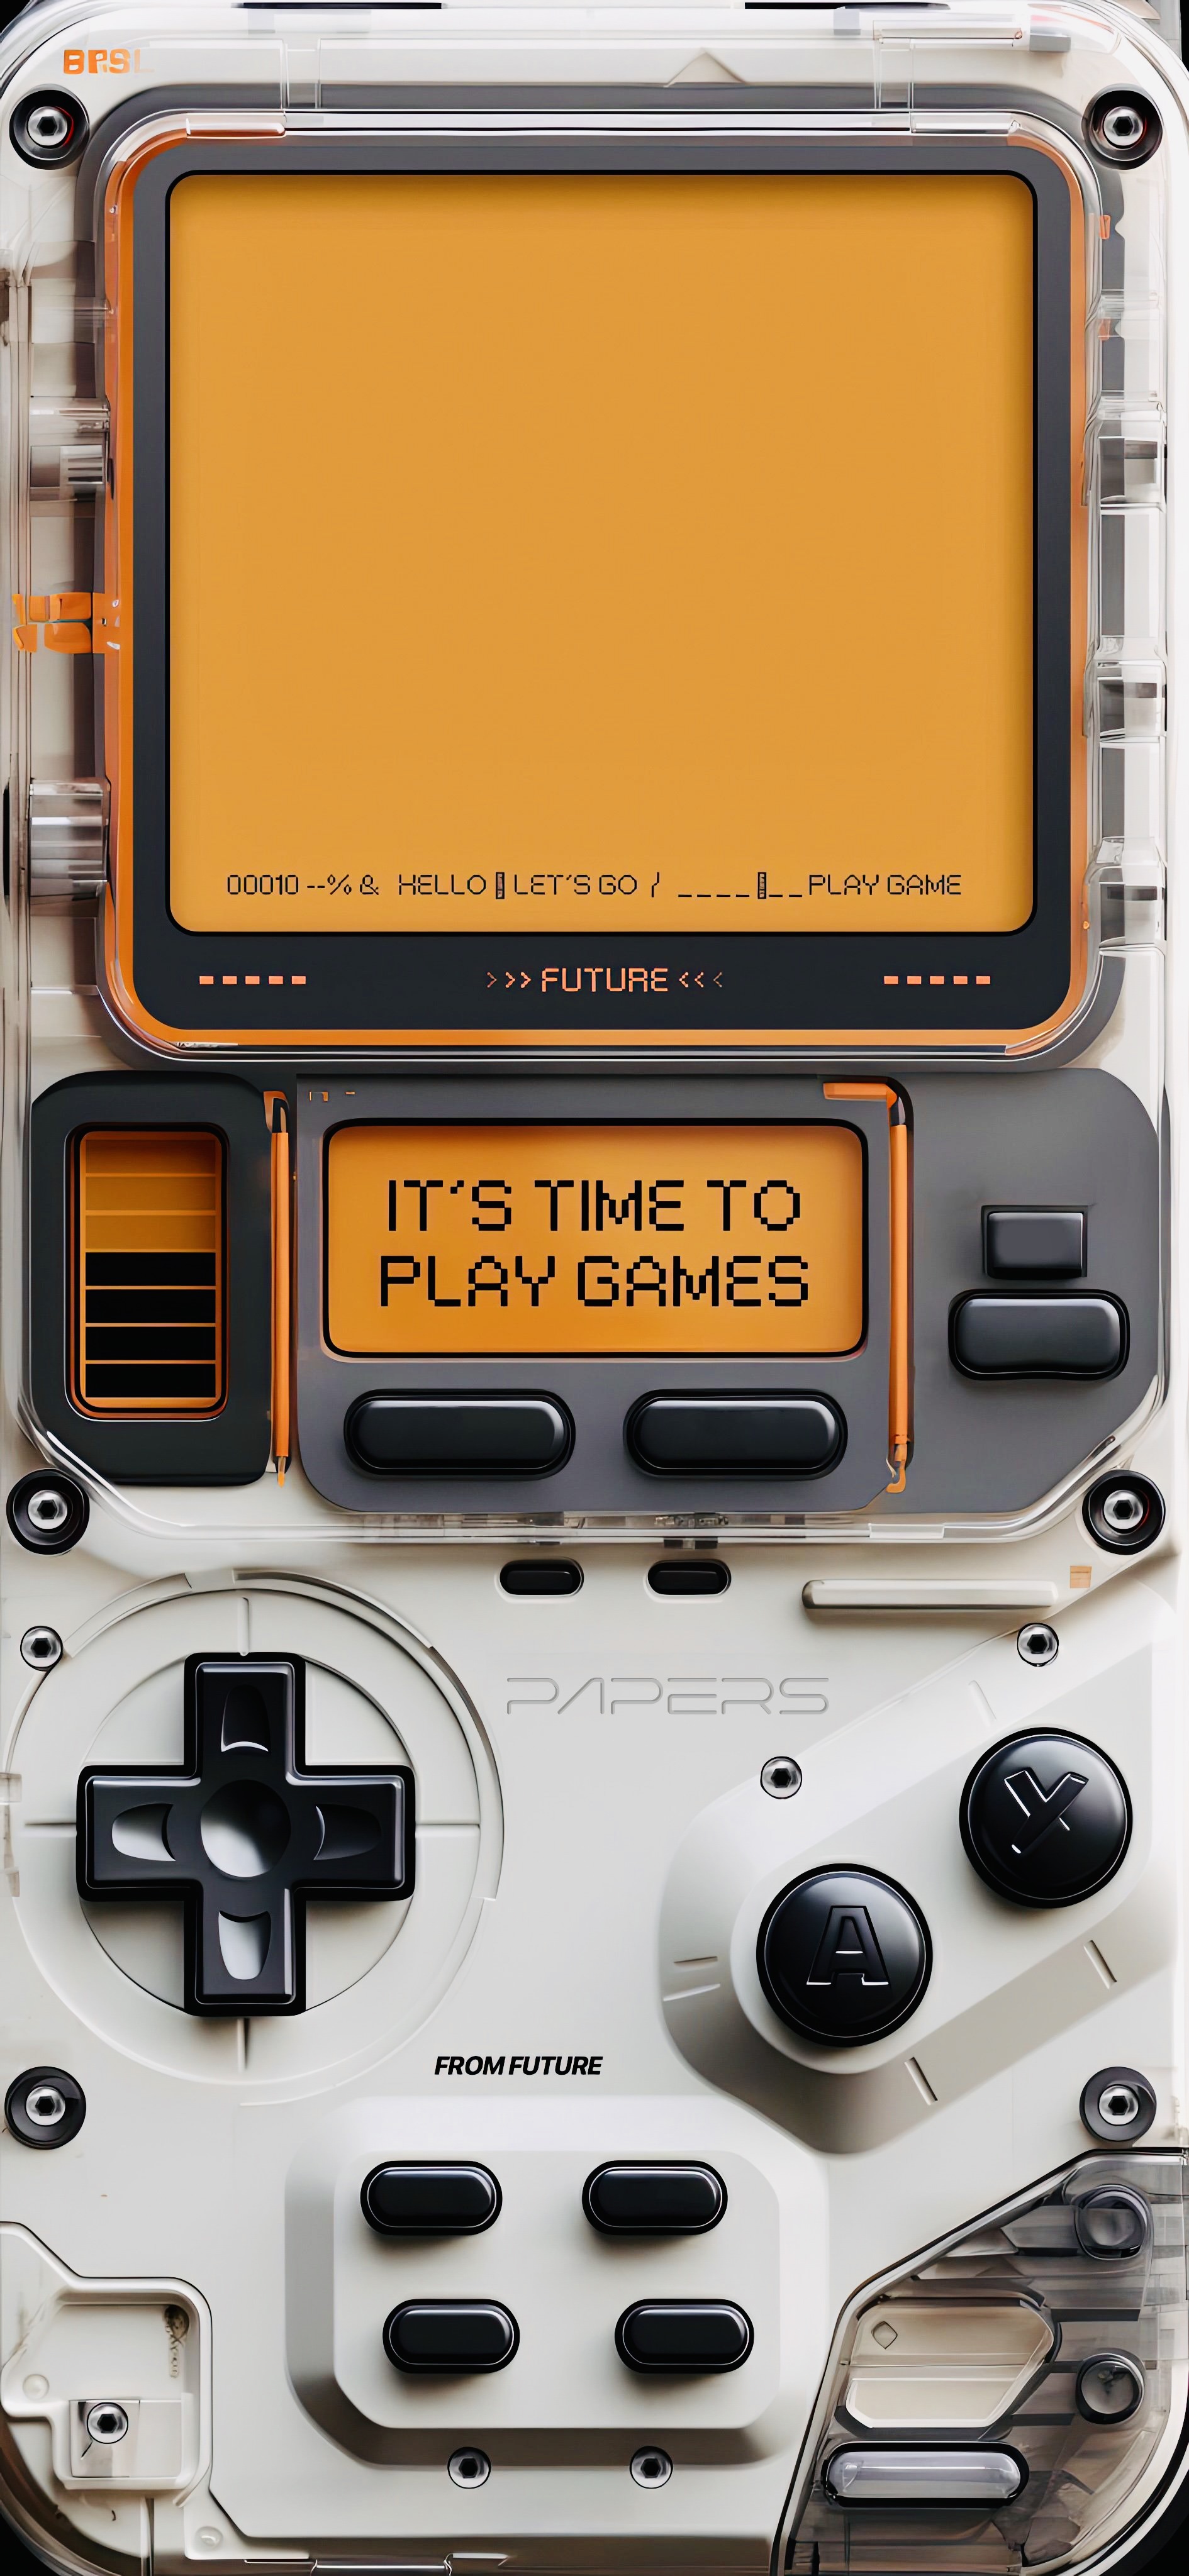 BRSL
00010 --% & HELLO LET'S GO / ____ __PLAY GAME
>>> FUTURE <<<
IT'S TIME TO
PLAY GAMES
PAPERS
Y
A
FROM FUTURE